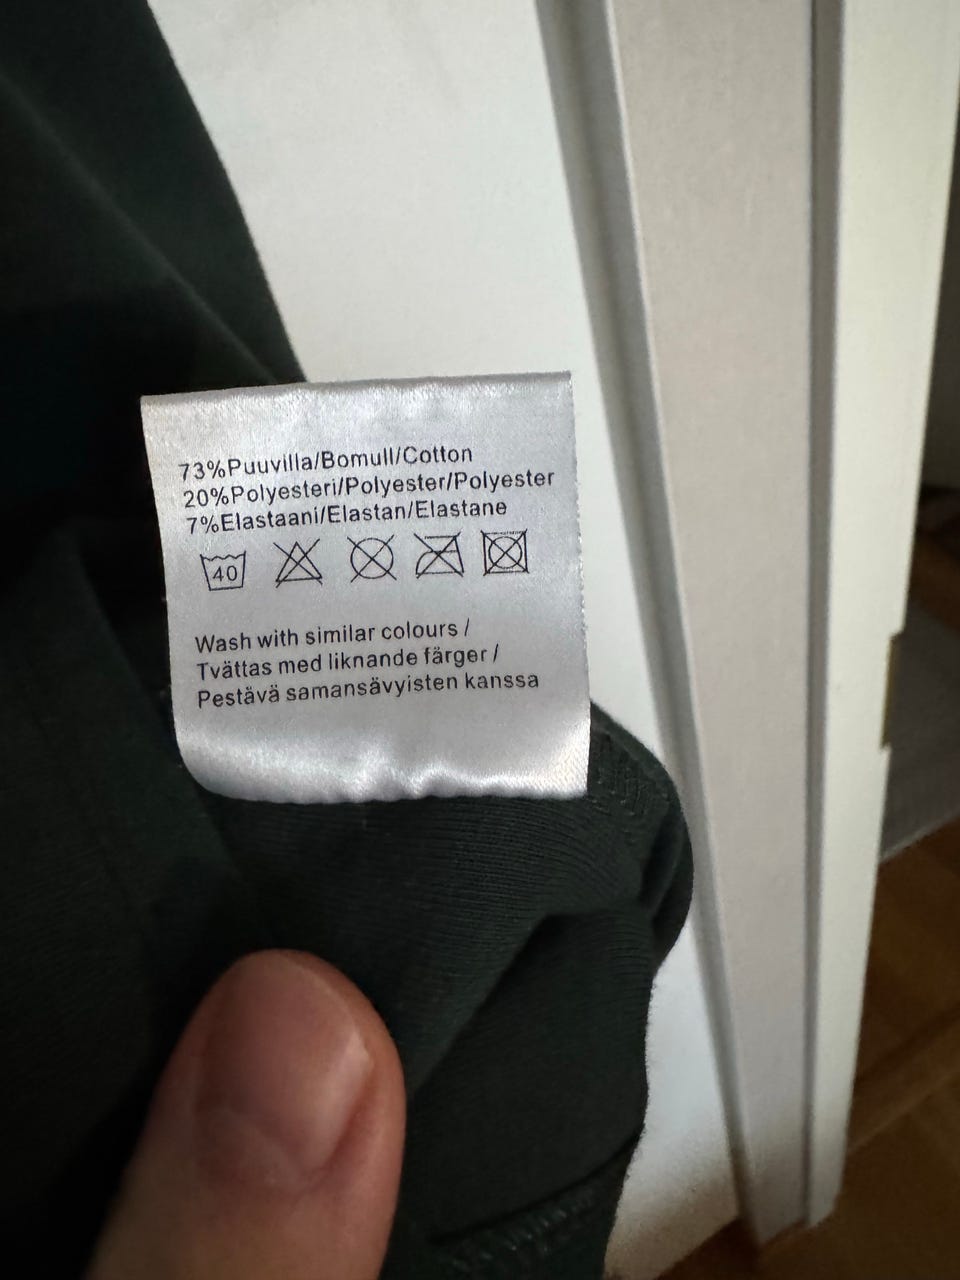 73%Puuvilla/Bomull/Cotton
20%Polyesteri/Polyester/Polyester
7%Elastaani/Elastan/Elastane
40
Wash with similar colours /
Tvättas med liknande färger /
Pestävä samansävyisten kanssa